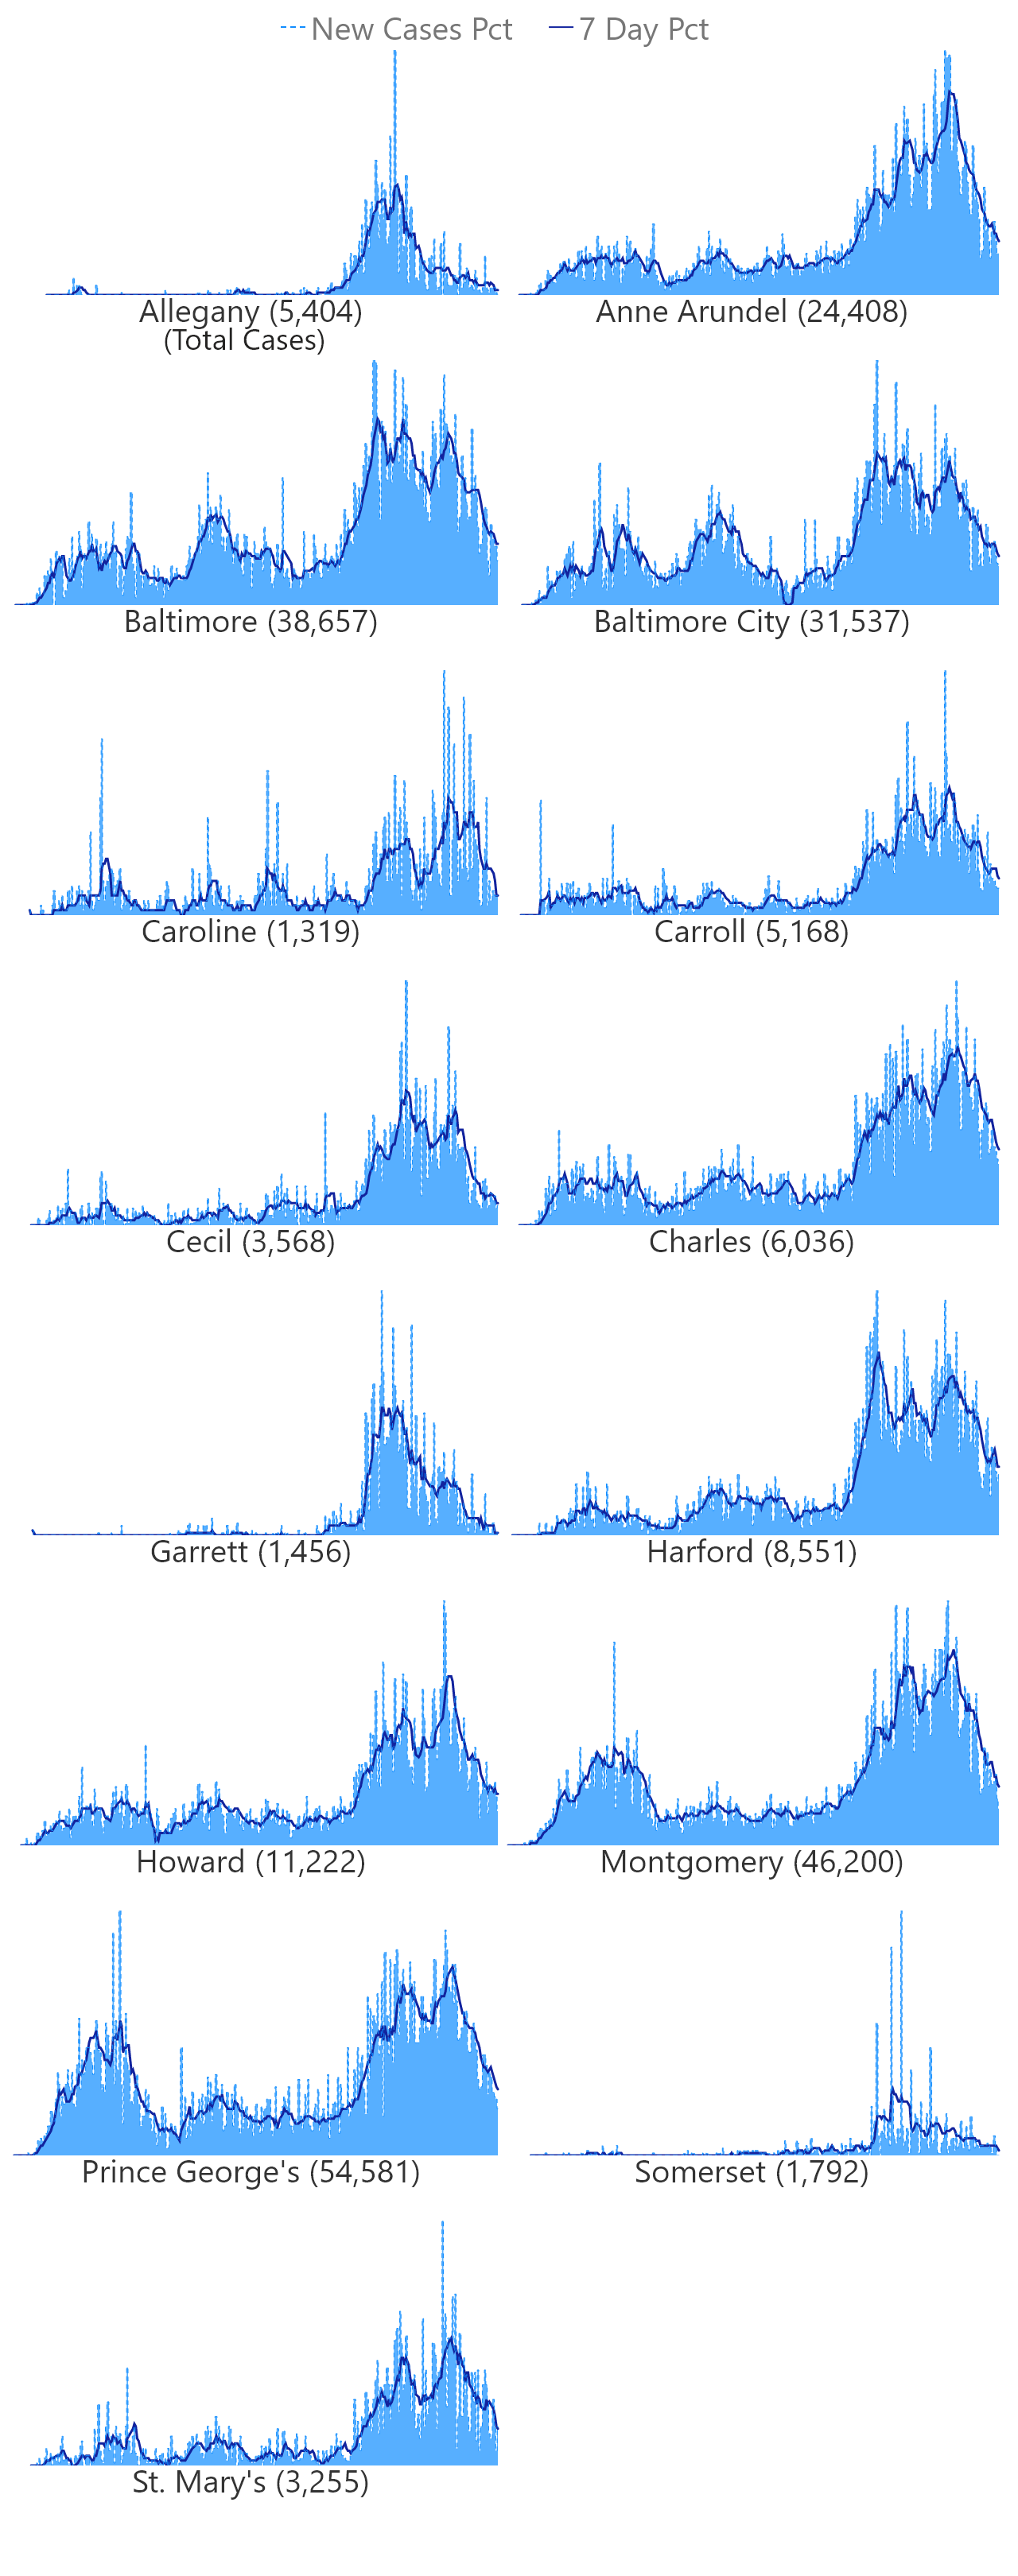 New Cases Pct 7 Day Pct
Allegany (5,404) Anne Arundel (24,408)
(Total Cases)
Baltimore (38,657) Baltimore City (31,537)
Caroline (1,319) Carroll (5,168)
Cecil (3,568) Charles (6,036)
Garrett (1,456) Harford (8,551)
Howard (11,222) Montgomery (46,200)
Prince George's (54,581) Somerset (1,792)
St. Mary's (3,255)